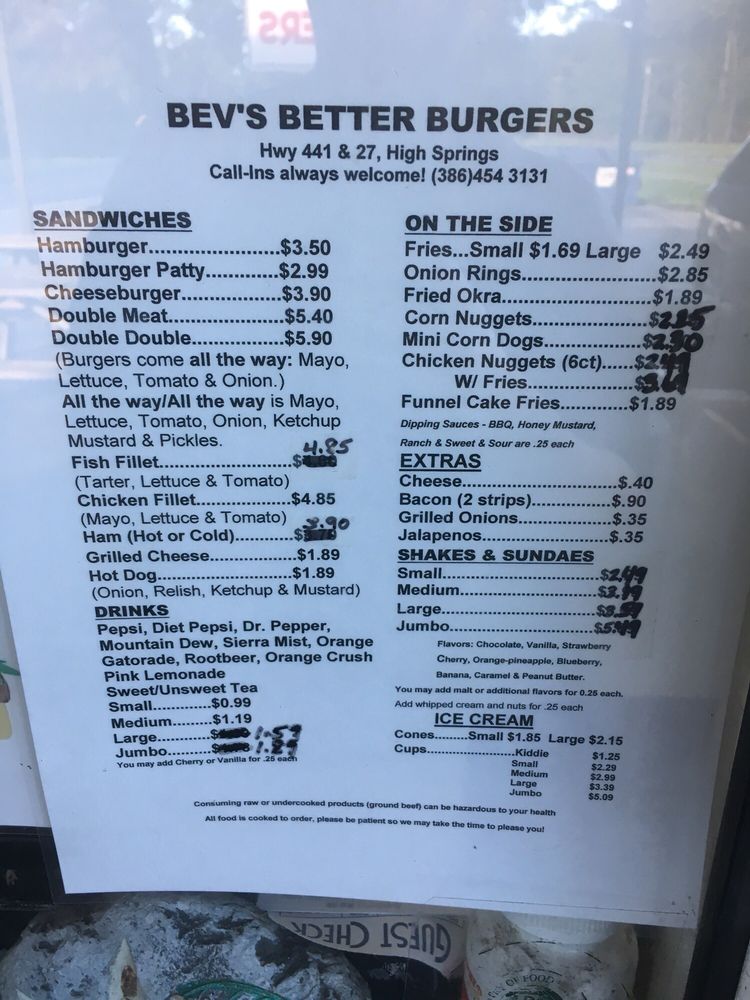 BEV'S BETTER BURGERS
Hwy 441 & 27, High Springs
Call-Ins always welcome! (386)454 3131
SANDWICHES
Hamburger.....................$3.50
Hamburger Patty.............$2.99
Cheeseburger................$3.90
Double Meat...................$5.40
Double Double................$5.90
(Burgers come all the way: Mayo,
Lettuce, Tomato & Onion.)
All the way/All the way is Mayo,
Lettuce, Tomato, Onion, Ketchup
Mustard & Pickles.
Fish Fillet.......................$ 4.85
(Tarter, Lettuce & Tomato)
Chicken Fillet.................$4.85
(Mayo, Lettuce & Tomato)
Ham (Hot or Cold)..........$ 3.90
Grilled Cheese................$1.89
Hot Dog........................$1.89
(Onion, Relish, Ketchup & Mustard)
DRINKS
Pepsi, Diet Pepsi, Dr. Pepper,
Mountain Dew, Sierra Mist, Orange
Gatorade, Rootbeer, Orange Crush
Pink Lemonade
Sweet/Unsweet Tea
Small............$0.99
Medium.........$1.19
Large............$ 1.59
Jumbo..........$ 1.89
You may add Cherry or Vanilla for .25 each
ON THE SIDE
Fries...Small $1.69 Large $2.49
Onion Rings.......................$2.85
Fried Okra..........................$1.89
Corn Nuggets.....................
Mini Corn Dogs..................
Chicken Nuggets (6ct)......$2.49
W/ Fries....................
Funnel Cake Fries.............$1.89
Dipping Sauces - BBQ, Honey Mustard,
Ranch & Sweet & Sour are .25 each
EXTRAS
Cheese..............................$.40
Bacon (2 strips)..................$.90
Grilled Onions....................$.35
Jalapenos..........................$.35
SHAKES & SUNDAES
Small..............................$2.49
Medium..........................
Large..............................
Jumbo............................$5.49
Flavors: Chocolate, Vanilla, Strawberry
Cherry, Orange-pineapple, Blueberry,
Banana, Caramel & Peanut Butter.
You may add malt or additional flavors for 0.25 each.
Add whipped cream and nuts for .25 each
ICE CREAM
Cones.........Small $1.85 Large $2.15
Cups.......................Kiddie $1.25
Small $2.29
Medium $2.99
Large $3.39
Jumbo $5.09
Consuming raw or undercooked products (ground beef) can be hazardous to your health
All food is cooked to order, please be patient so we may take the time to please you!
GUEST CHECK